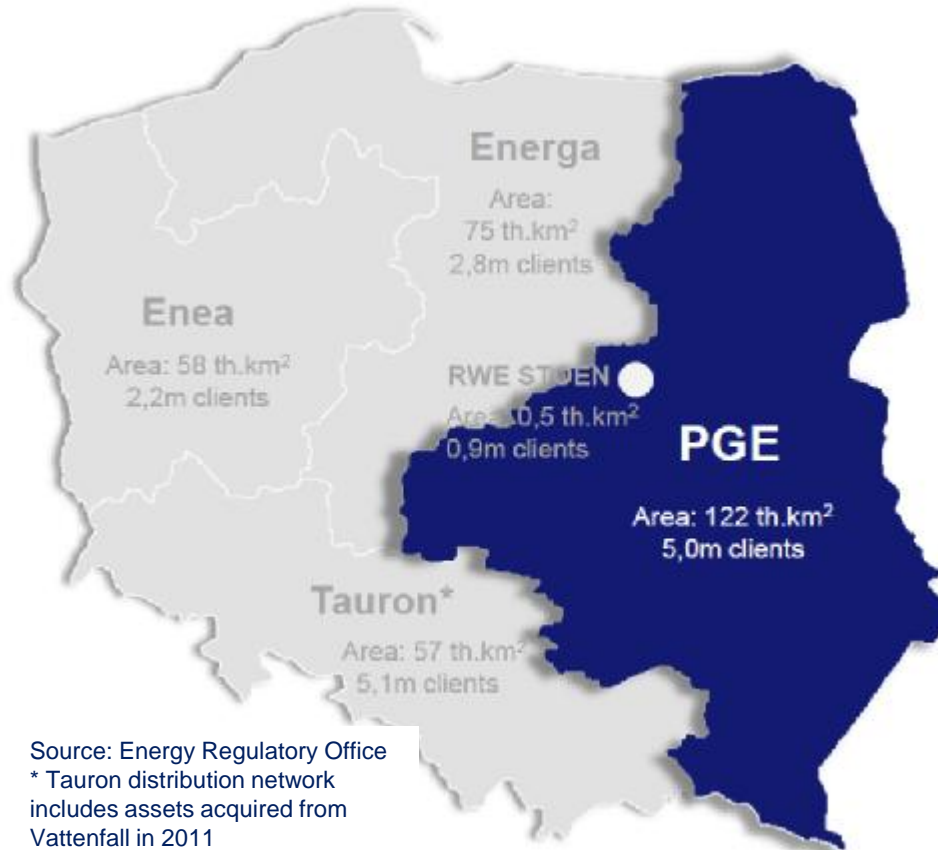 Energa
Area:
75 th.km²
2,8m clients
Enea
Area: 58 th.km²
2,2m clients
RWE STOEN
Area: 0,5 th.km²
0,9m clients
PGE
Area: 122 th.km²
5,0m clients
Tauron*
Area: 57 th.km²
5,1m clients
Source: Energy Regulatory Office
* Tauron distribution network
includes assets acquired from
Vattenfall in 2011